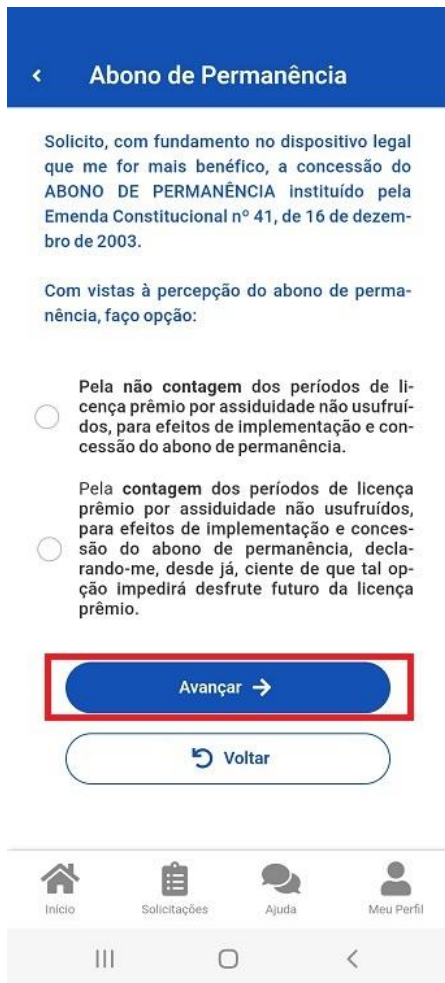 Abono de Permanência
Solicito, com fundamento no dispositivo legal
que me for mais benéfico, a concessão do
ABONO DE PERMANÊNCIA instituído pela
Emenda Constitucional nº 41, de 16 de dezem-
bro de 2003.
Com vistas à percepção do abono de perma-
nência, faço opção:
Pela não contagem dos períodos de li-
cença prêmio por assiduidade não usufruí-
dos, para efeitos de implementação e con-
cessão do abono de permanência.
Pela contagem dos períodos de licença
prêmio por assiduidade não usufruídos,
para efeitos de implementação e conces-
são do abono de permanência, decla-
rando-me, desde já, ciente de que tal op-
ção impedirá desfrute futuro da licença
prêmio.
Avançar
Voltar
Início Solicitações Ajuda Meu Perfil